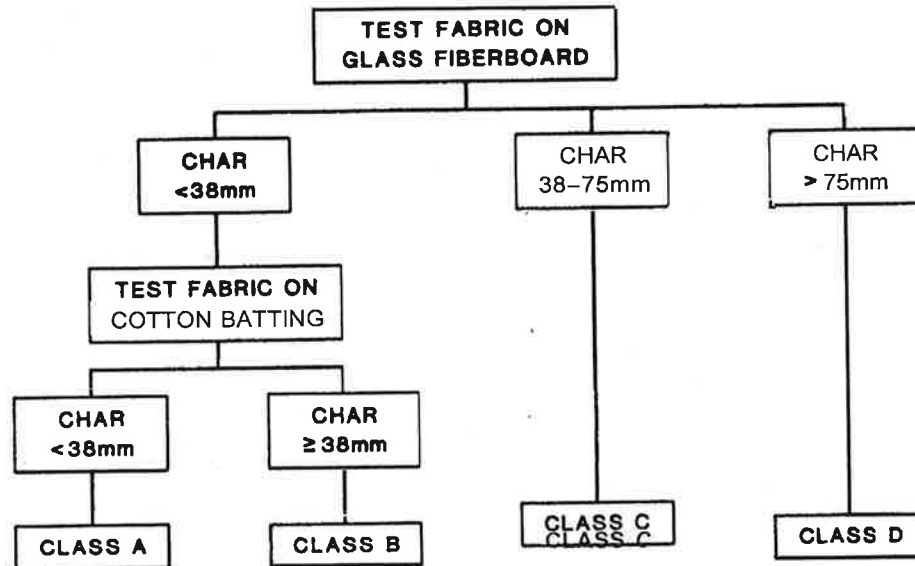 TEST FABRIC ON
GLASS FIBERBOARD
CHAR
<38mm
CHAR
38–75mm
CHAR
> 75mm
TEST FABRIC ON
COTTON BATTING
CHAR
<38mm
CHAR
≥38mm
CLASS A
CLASS B
CLASS C
CLASS C
CLASS D